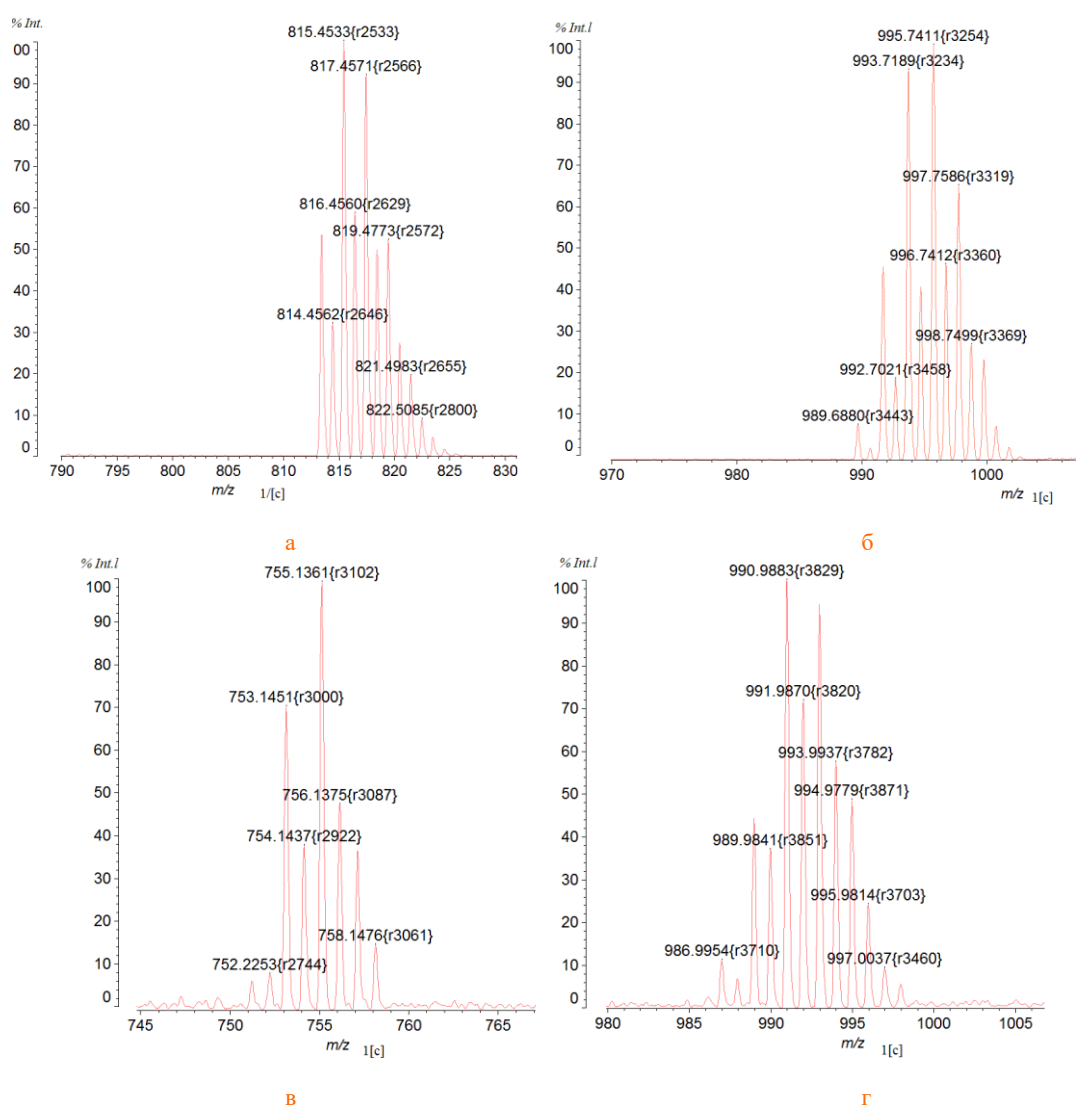 % Int.
815.4533{r2533}
817.4571{r2566}
816.4560{r2629}
819.4773{r2572}
814.4562{r2646}
821.4983{r2655}
822.5085{r2800}
00
90
80
70
60
50
40
30
20
10
0
790 795 800 805 810 815 820 825 830
m/z 1/[c]
а
% Int.l
995.7411{r3254}
993.7189{r3234}
997.7586{r3319}
996.7412{r3360}
998.7499{r3369}
992.7021{r3458}
989.6880{r3443}
100
90
80
70
60
50
40
30
20
10
0
970 980 990 1000
m/z 1[c]
б
% Int.l
755.1361{r3102}
753.1451{r3000}
756.1375{r3087}
754.1437{r2922}
758.1476{r3061}
752.2253{r2744}
100
90
80
70
60
50
40
30
20
10
0
745 750 755 760 765
m/z 1[c]
в
% Int.l
990.9883{r3829}
991.9870{r3820}
993.9937{r3782}
994.9779{r3871}
989.9841{r3851}
995.9814{r3703}
986.9954{r3710}
997.0037{r3460}
100
90
80
70
60
50
40
30
20
10
0
980 985 990 995 1000 1005
m/z 1[c]
г